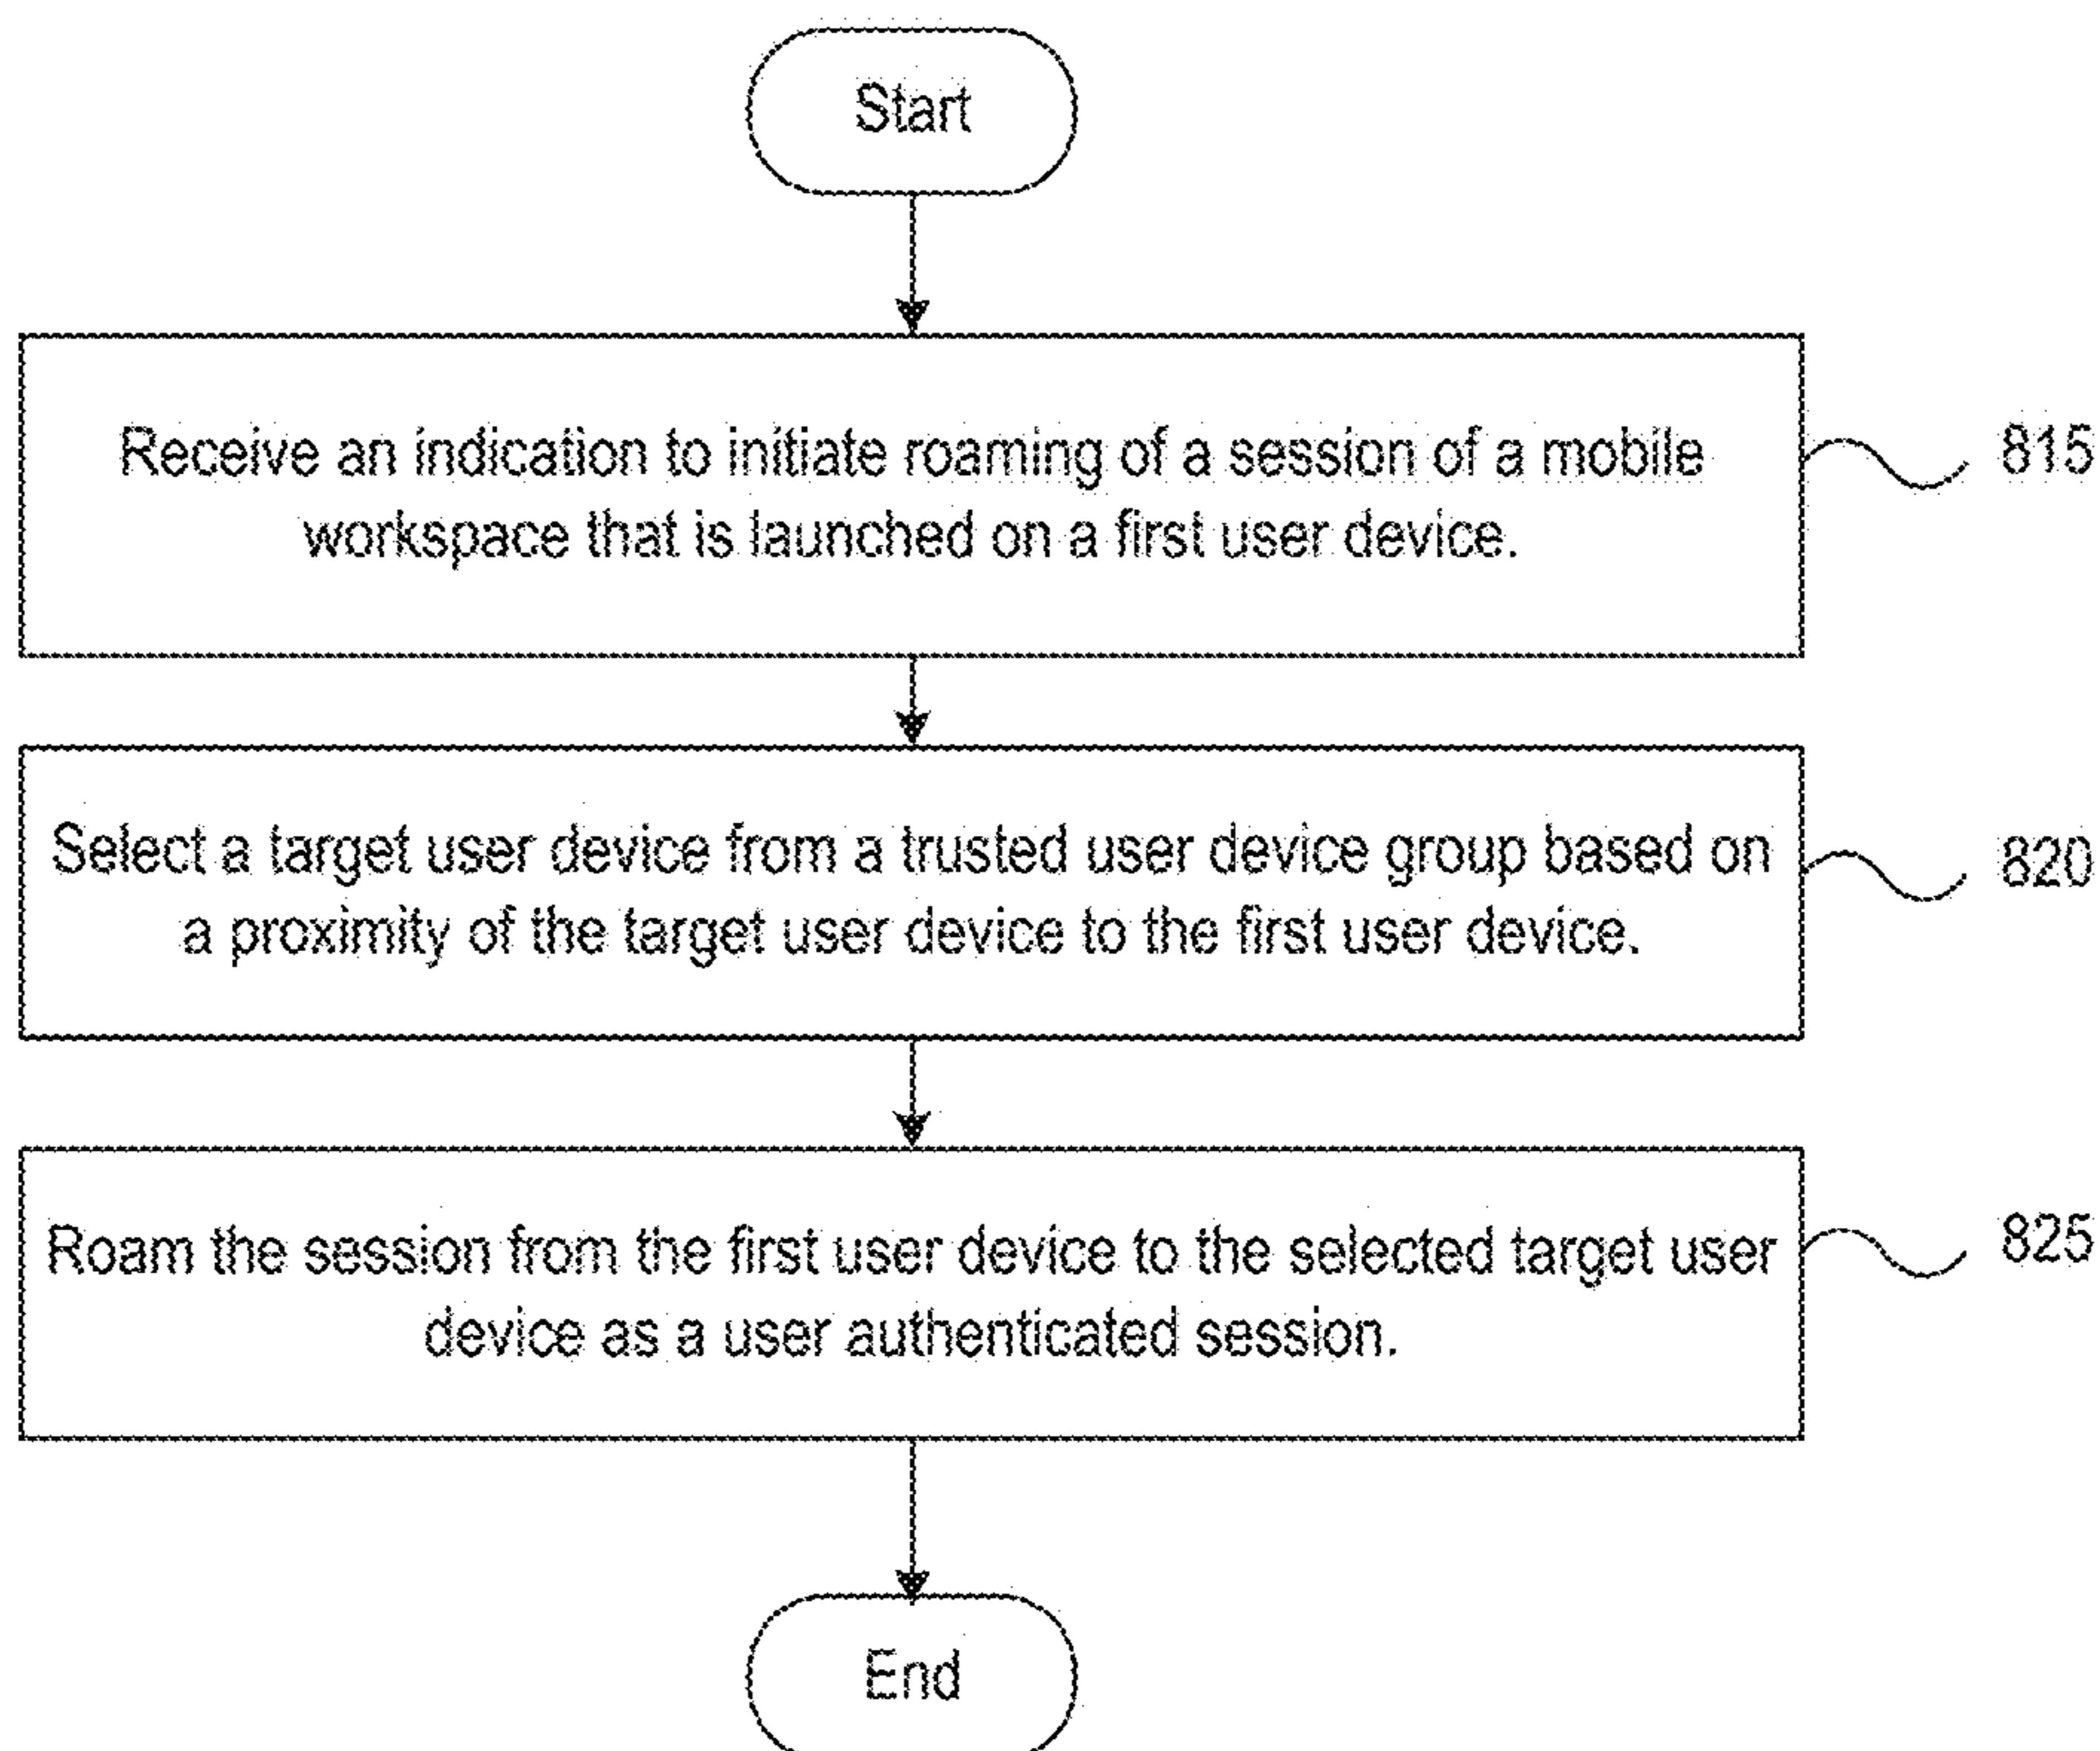 Start
Receive an indication to initiate roaming of a session of a mobile
workspace that is launched on a first user device.
815
Select a target user device from a trusted user device group based on
a proximity of the target user device to the first user device.
820
Roam the session from the first user device to the selected target user
device as a user authenticated session.
825
End